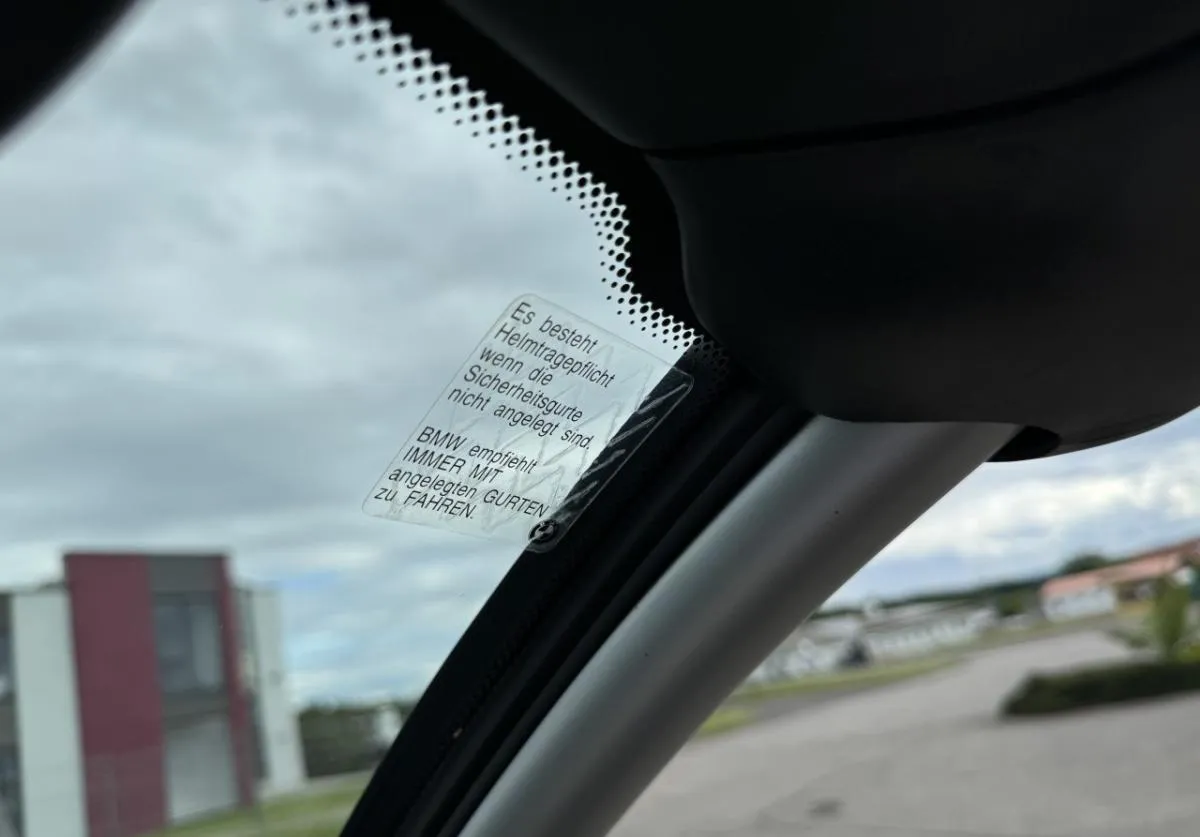 Es besteht
Helmtragepflicht
wenn die
Sicherheitsgurte
nicht angelegt sind.
BMW empfiehlt
IMMER MIT
angelegten GURTEN
zu FAHREN.